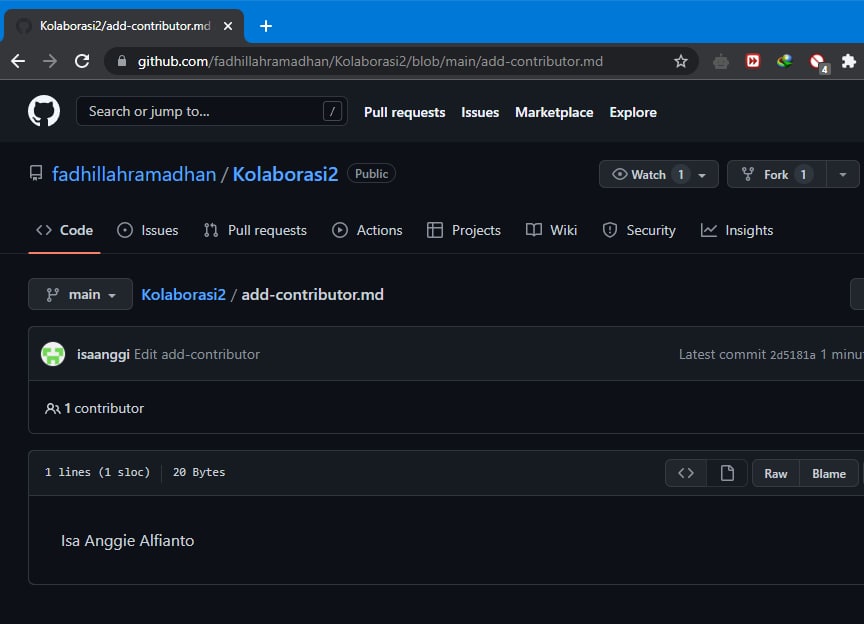 Kolaborasi2/add-contributor.md
github.com/fadhillahramadhan/Kolaborasi2/blob/main/add-contributor.md
4
Search or jump to... / Pull requests Issues Marketplace Explore
fadhillahramadhan / Kolaborasi2 Public Watch 1 Fork 1
Code Issues Pull requests Actions Projects Wiki Security Insights
main Kolaborasi2 / add-contributor.md
isaanggi Edit add-contributor Latest commit 2d5181a 1 minu
1 contributor
1 lines (1 sloc) 20 Bytes Raw Blame
Isa Anggie Alfianto